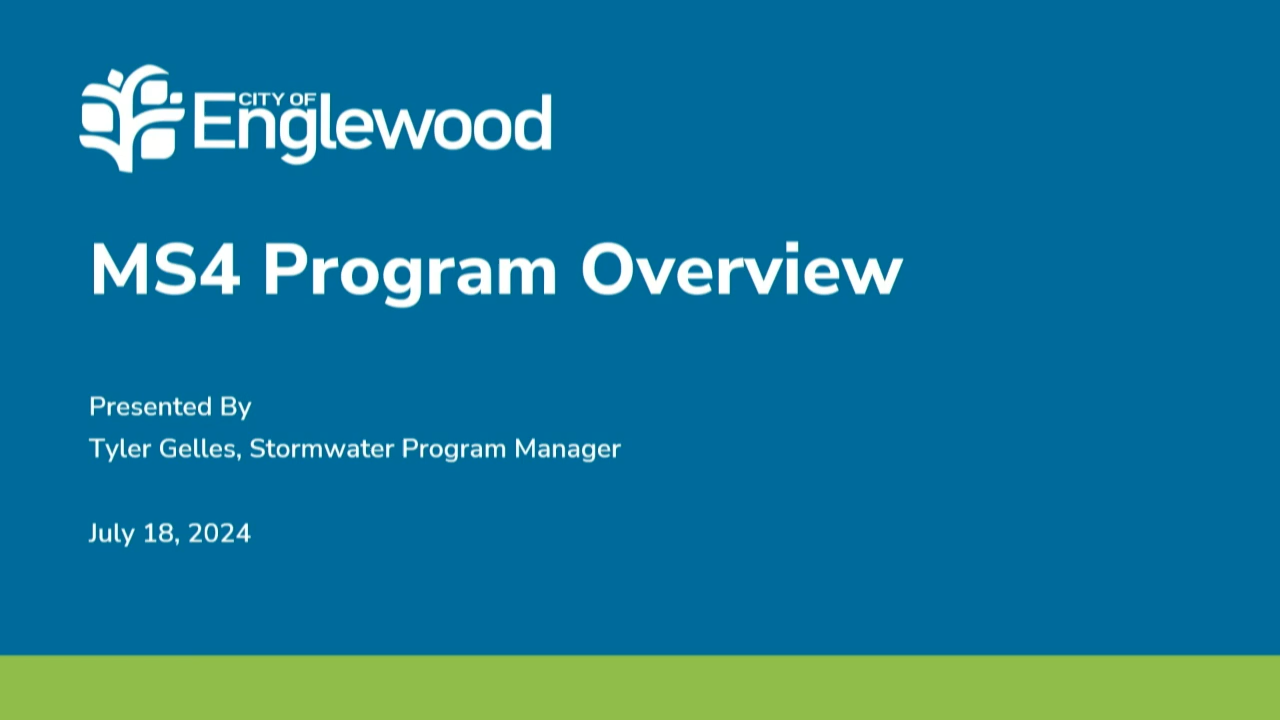 CITY OF
Englewood
MS4 Program Overview
Presented By
Tyler Gelles, Stormwater Program Manager
July 18, 2024